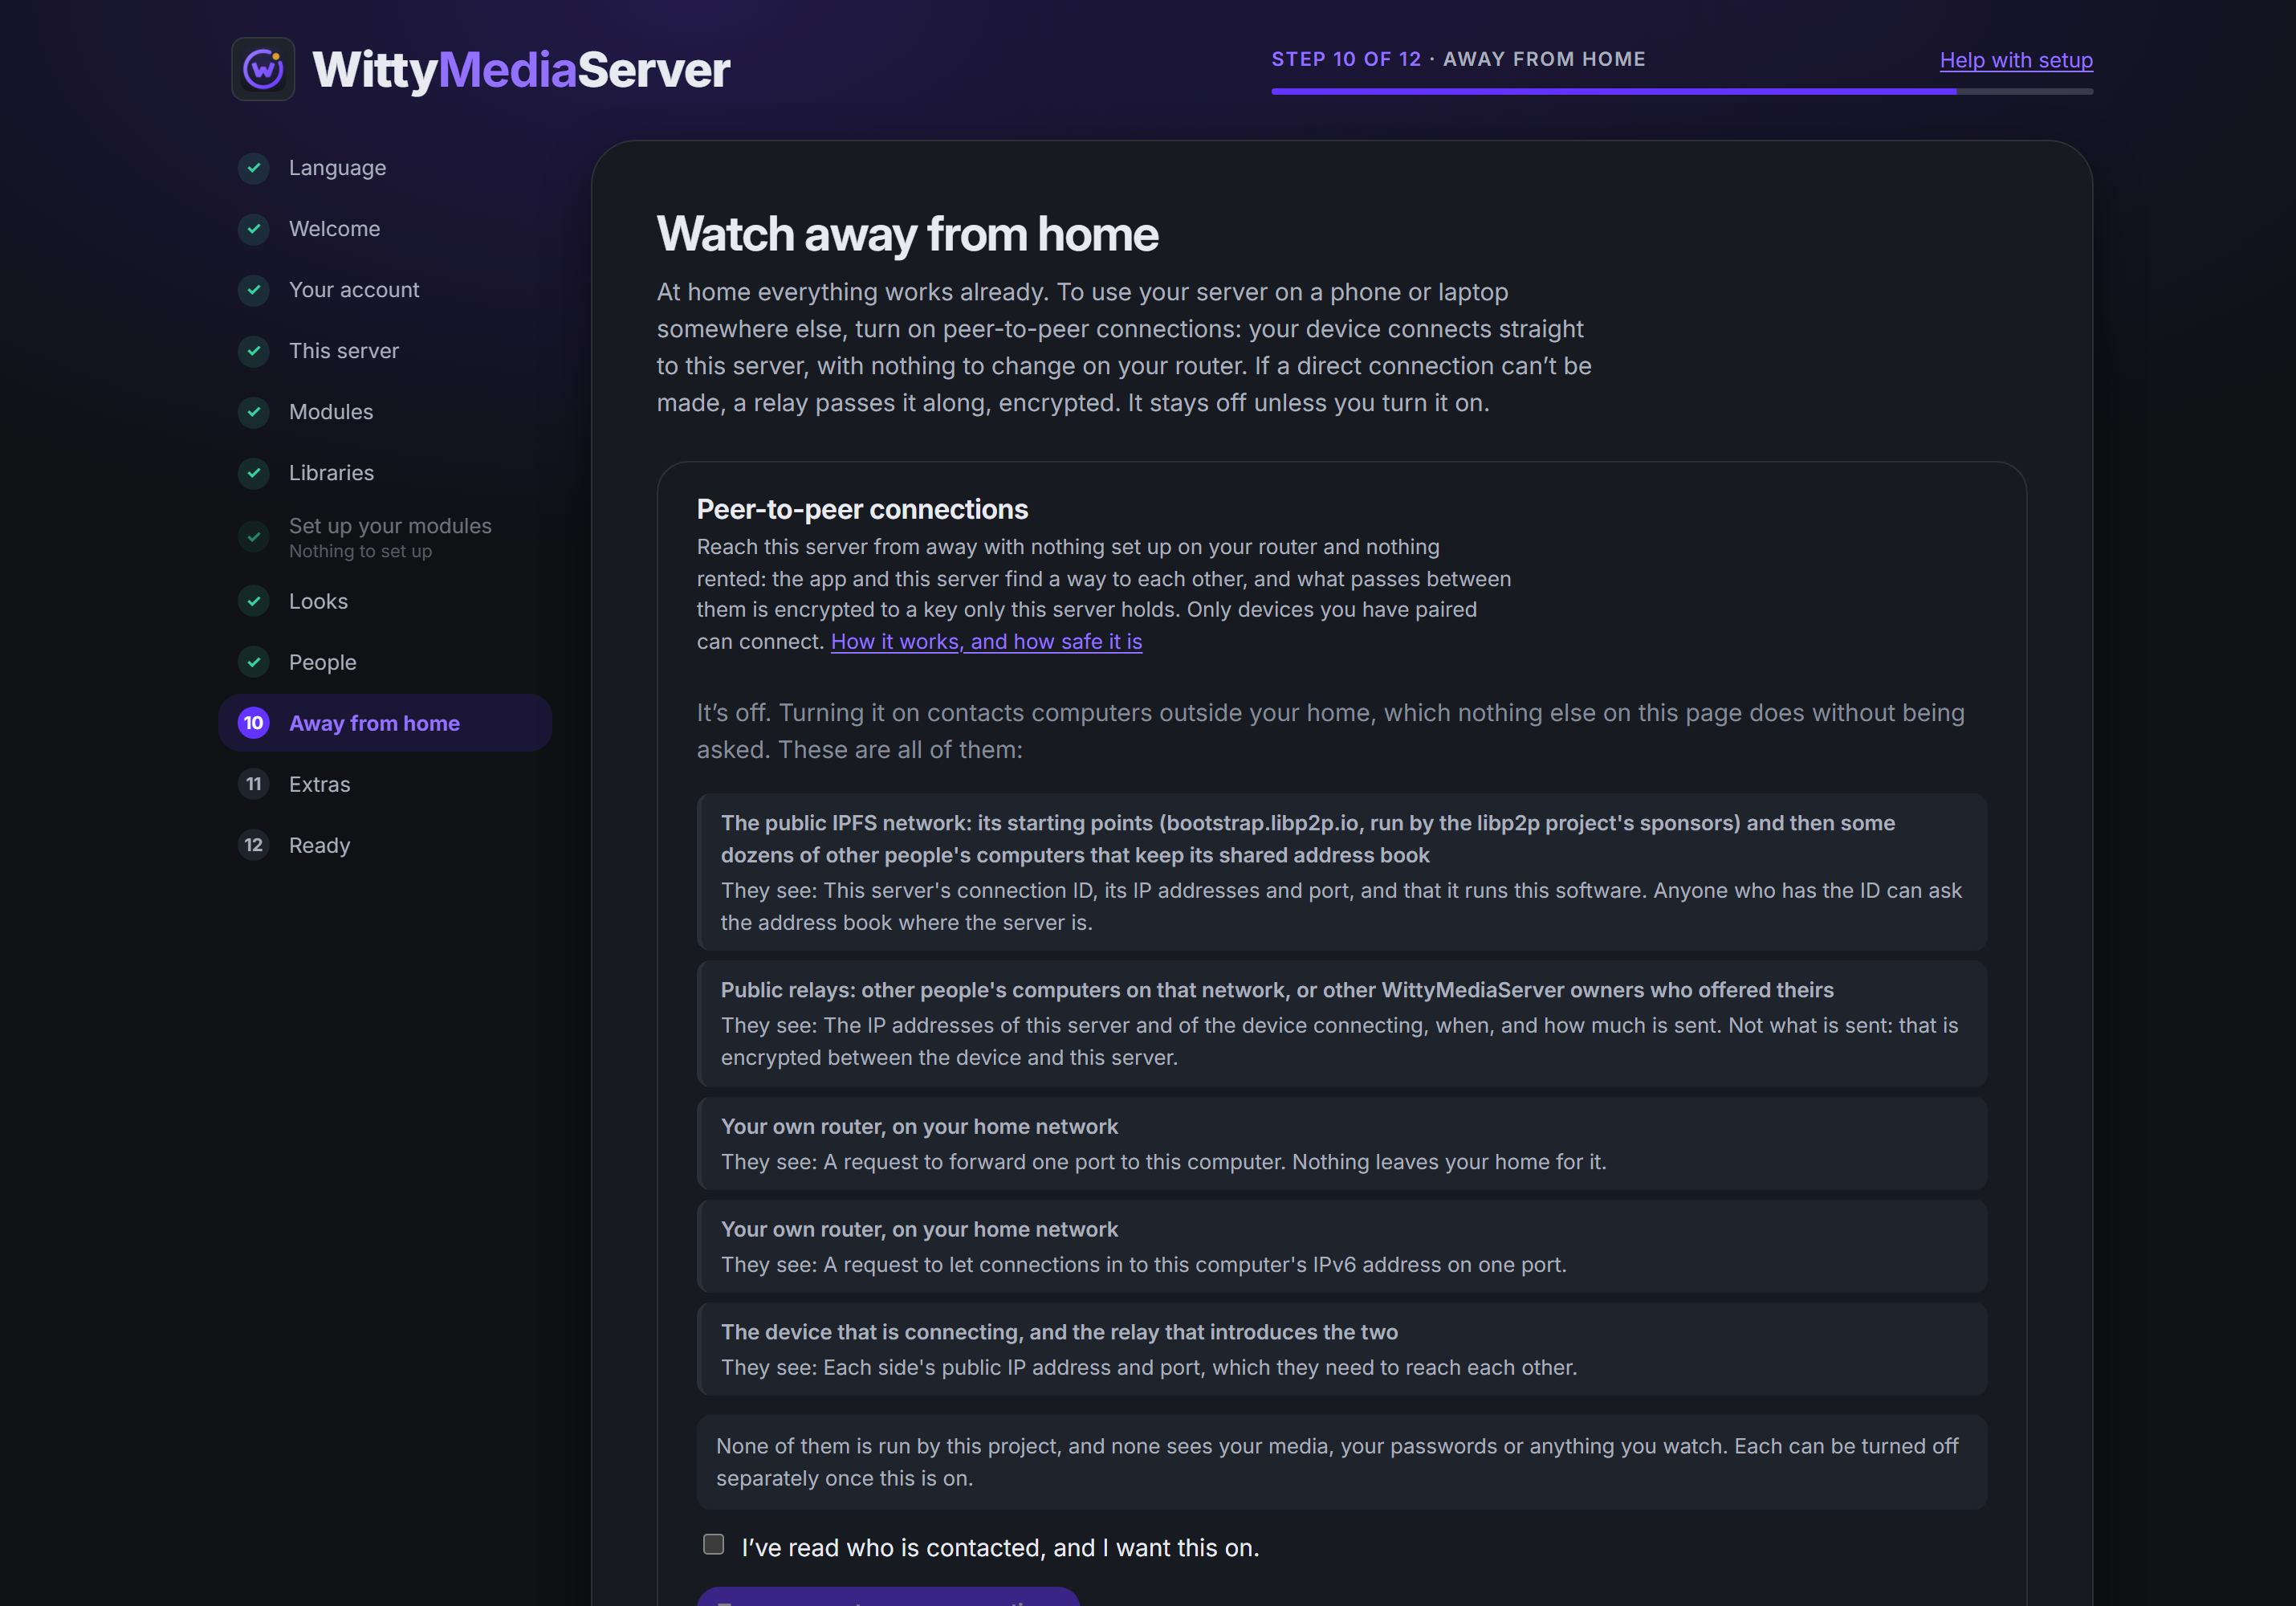 WittyMediaServer
STEP 10 OF 12 · AWAY FROM HOME
Help with setup
Language
Welcome
Your account
This server
Modules
Libraries
Set up your modules
Nothing to set up
Looks
People
10 Away from home
11 Extras
12 Ready
Watch away from home
At home everything works already. To use your server on a phone or laptop
somewhere else, turn on peer-to-peer connections: your device connects straight
to this server, with nothing to change on your router. If a direct connection can’t be
made, a relay passes it along, encrypted. It stays off unless you turn it on.
Peer-to-peer connections
Reach this server from away with nothing set up on your router and nothing
rented: the app and this server find a way to each other, and what passes between
them is encrypted to a key only this server holds. Only devices you have paired
can connect. How it works, and how safe it is
It’s off. Turning it on contacts computers outside your home, which nothing else on this page does without being
asked. These are all of them:
The public IPFS network: its starting points (bootstrap.libp2p.io, run by the libp2p project's sponsors) and then some
dozens of other people's computers that keep its shared address book
They see: This server's connection ID, its IP addresses and port, and that it runs this software. Anyone who has the ID can ask
the address book where the server is.
Public relays: other people's computers on that network, or other WittyMediaServer owners who offered theirs
They see: The IP addresses of this server and of the device connecting, when, and how much is sent. Not what is sent: that is
encrypted between the device and this server.
Your own router, on your home network
They see: A request to forward one port to this computer. Nothing leaves your home for it.
Your own router, on your home network
They see: A request to let connections in to this computer's IPv6 address on one port.
The device that is connecting, and the relay that introduces the two
They see: Each side's public IP address and port, which they need to reach each other.
None of them is run by this project, and none sees your media, your passwords or anything you watch. Each can be turned off
separately once this is on.
I’ve read who is contacted, and I want this on.